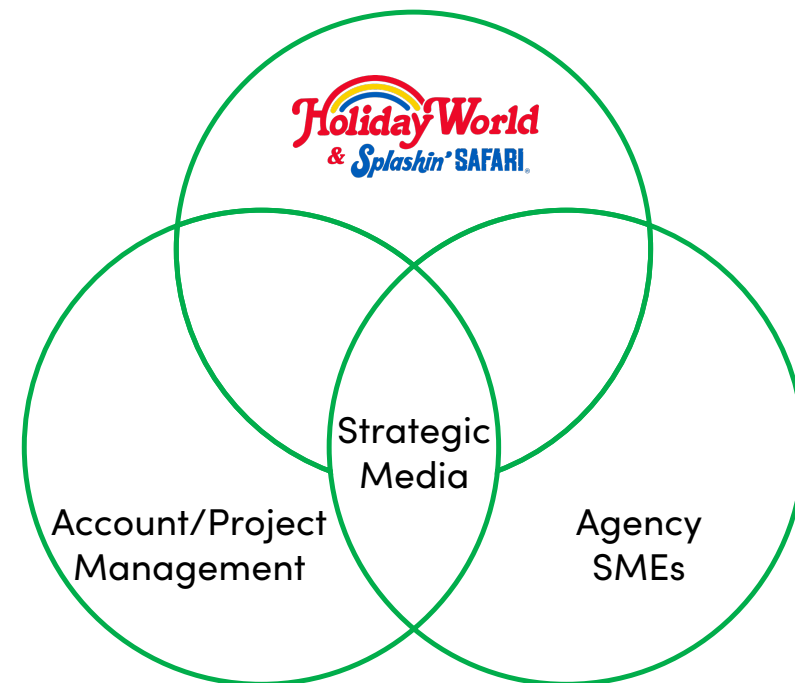 Holiday World
& Splashin' SAFARI®
Strategic
Media
Account/Project
Management
Agency
SMEs